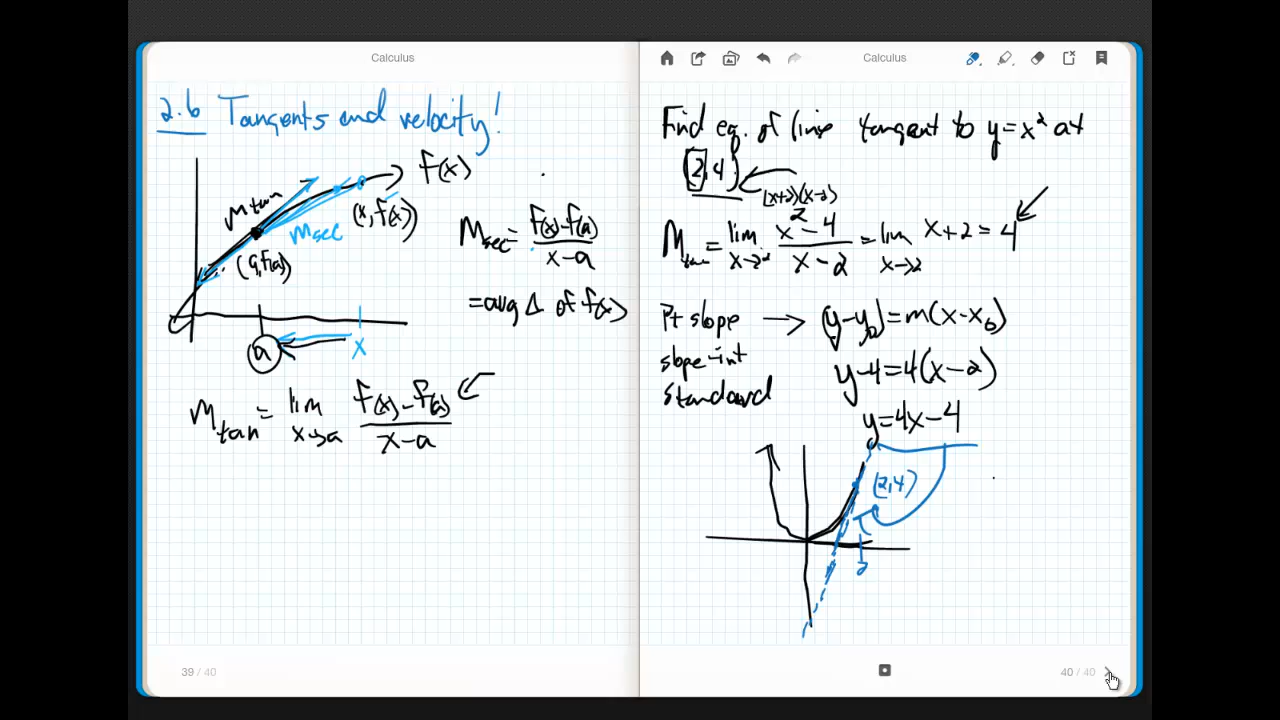 Calculus
2.6 Tangents and velocity!
f(x)
m tan
(x, f(x))
m sec
(a, f(a))
M sec = f(x) - f(a) / x - a
= avg Δ of f(x)
a
x
M tan = lim x→a f(x) - f(a) / x - a
39 / 40
Calculus
Find eq. of line tangent to y = x² at
(2, 4)
(x+2)(x-2)
M tan = lim x→2 x² - 4 / x - 2 = lim x→2 x + 2 = 4
Pt slope → (y - y₀) = m(x - x₀)
slope-int
y - 4 = 4(x - 2)
Standard
y = 4x - 4
(2, 4)
2
40 / 40